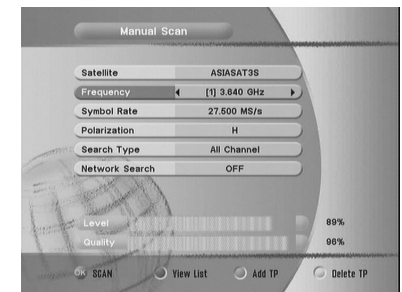 Manual Scan
Satellite ASIASAT3S
Frequency [1] 3.640 GHz
Symbol Rate 27.500 MS/s
Polarization H
Search Type All Channel
Network Search OFF
Level 89%
Quality 96%
OK SCAN View List Add TP Delete TP